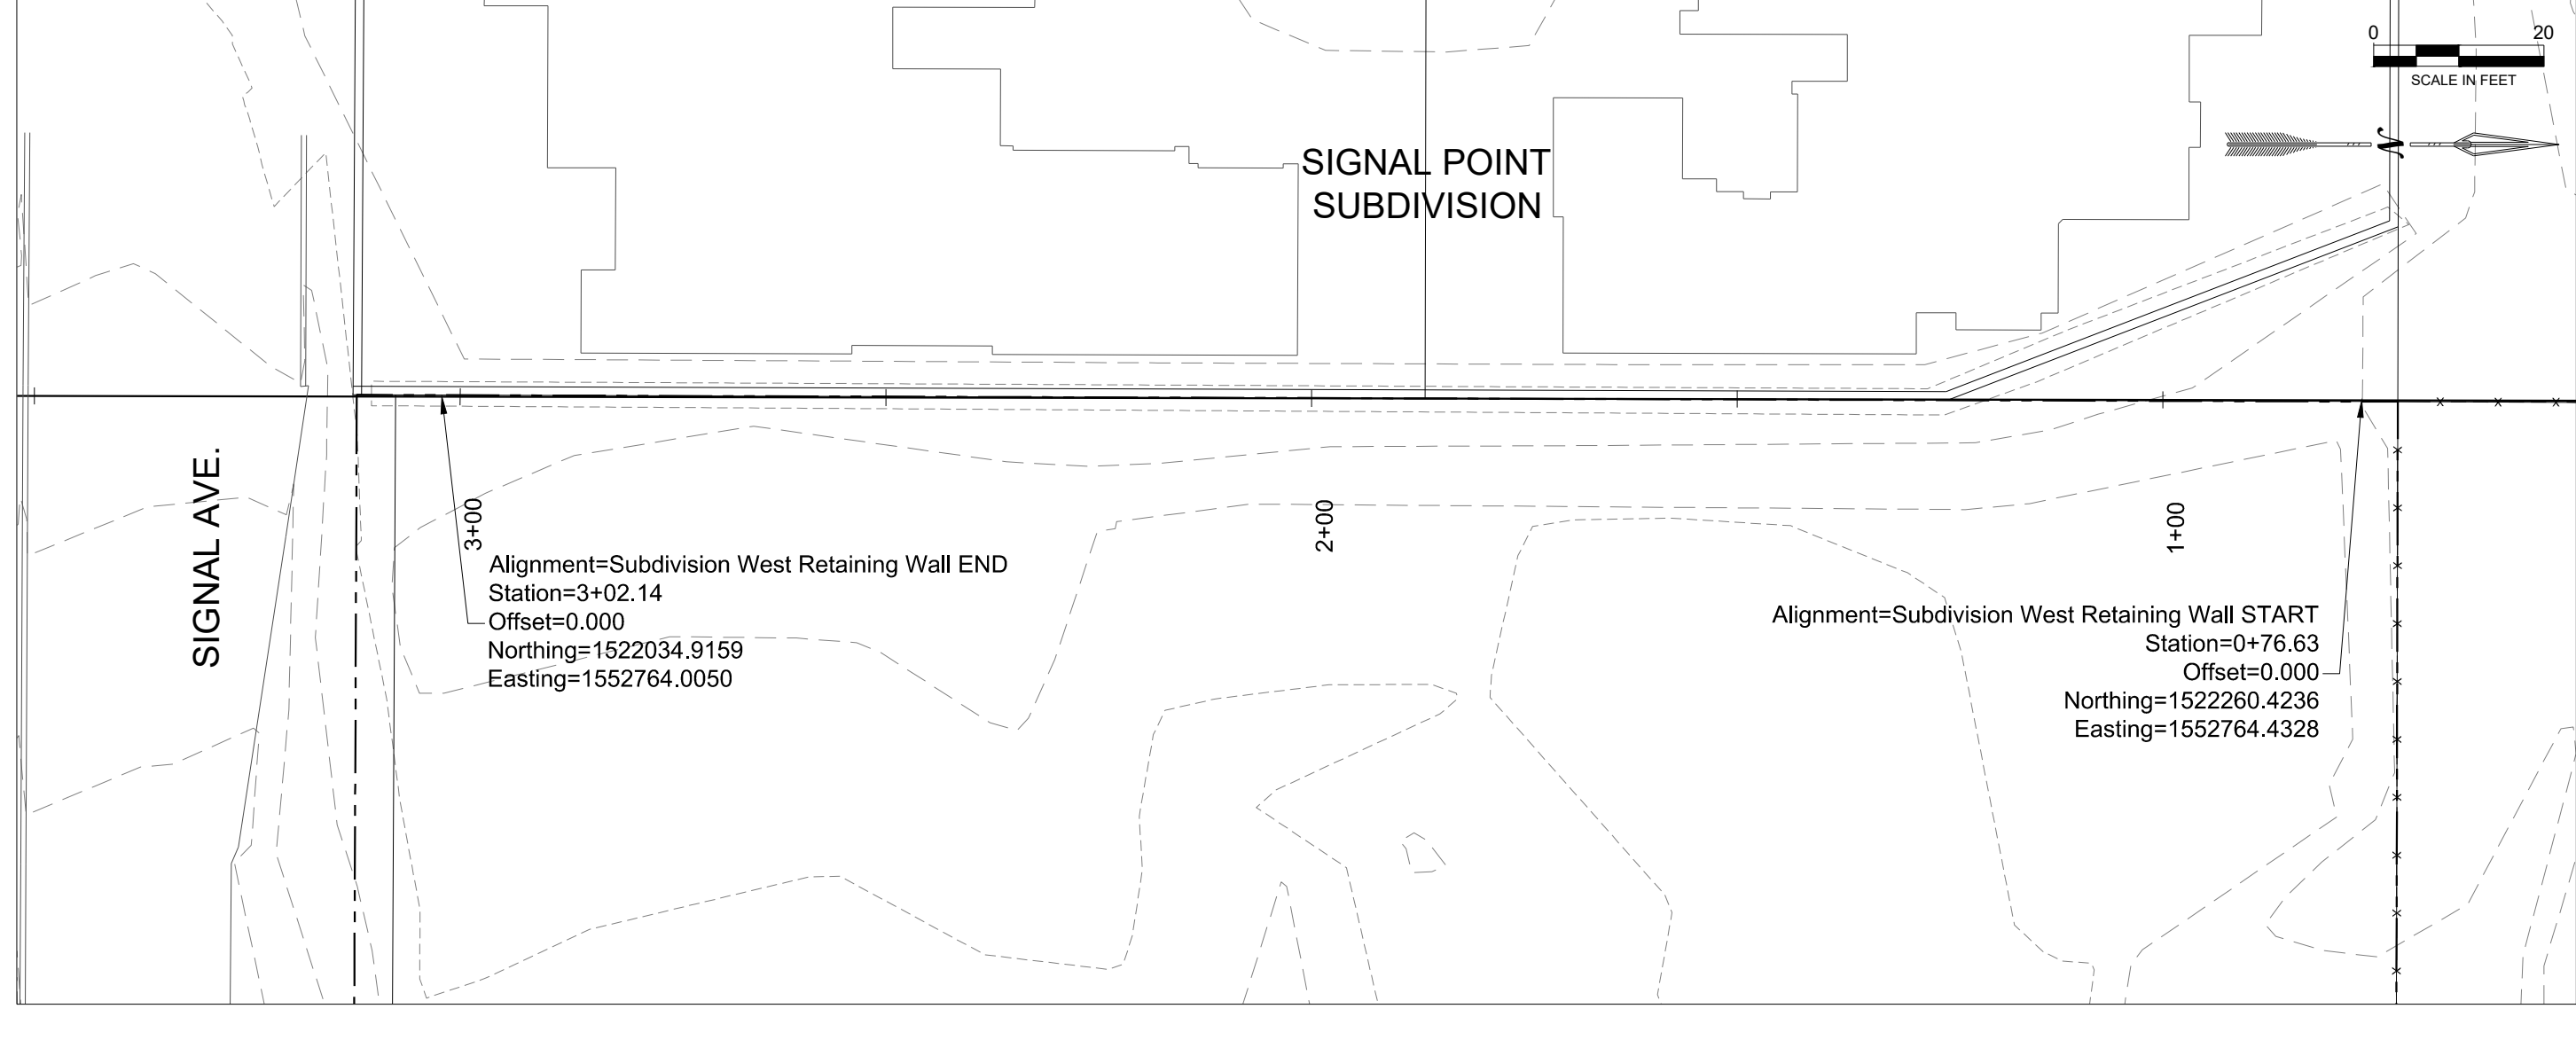 0 20
SCALE IN FEET
N
SIGNAL POINT
SUBDIVISION
SIGNAL AVE.
3+00
2+00
1+00
Alignment=Subdivision West Retaining Wall END
Station=3+02.14
Offset=0.000
Northing=1522034.9159
Easting=1552764.0050
Alignment=Subdivision West Retaining Wall START
Station=0+76.63
Offset=0.000
Northing=1522260.4236
Easting=1552764.4328